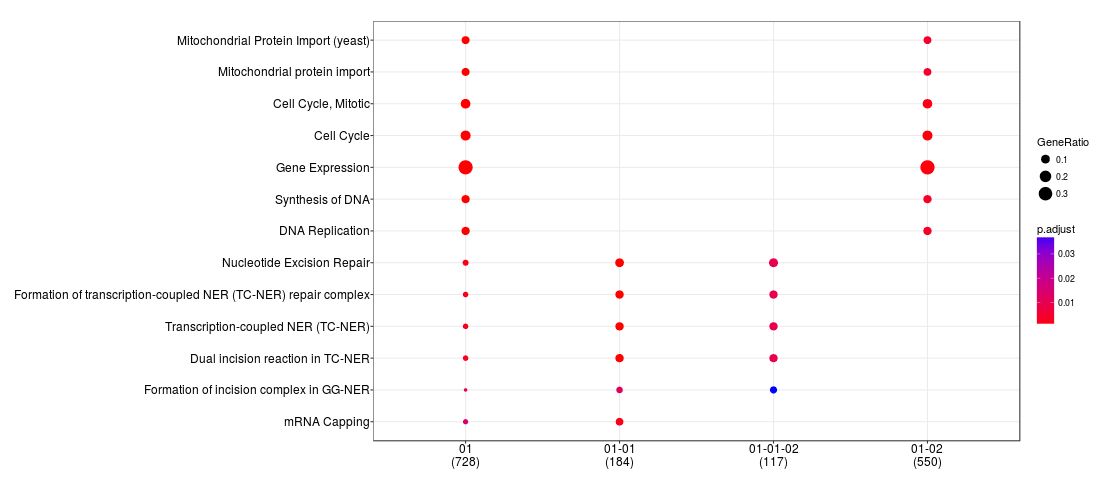 Mitochondrial Protein Import (yeast)
Mitochondrial protein import
Cell Cycle, Mitotic
Cell Cycle
Gene Expression
Synthesis of DNA
DNA Replication
Nucleotide Excision Repair
Formation of transcription-coupled NER (TC-NER) repair complex
Transcription-coupled NER (TC-NER)
Dual incision reaction in TC-NER
Formation of incision complex in GG-NER
mRNA Capping
01 01-01 01-01-02 01-02
(728) (184) (117) (550)
GeneRatio
0.1
0.2
0.3
p.adjust
0.03
0.02
0.01